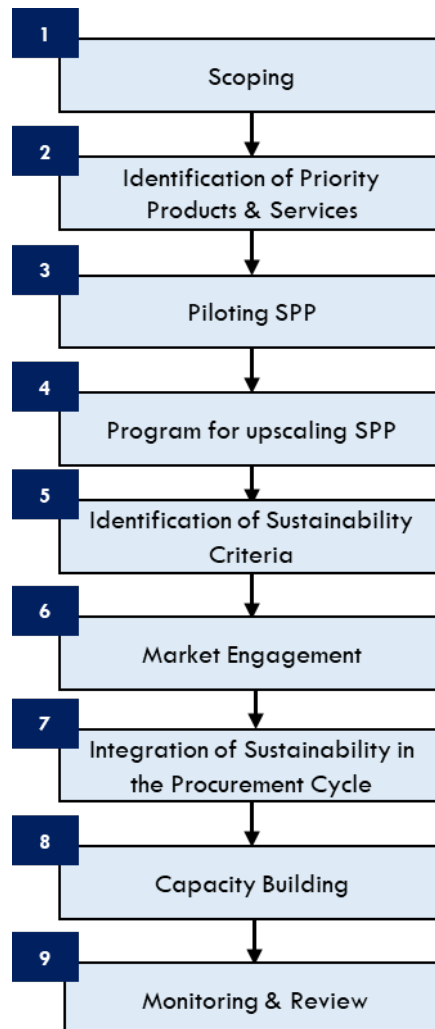 1
Scoping
2
Identification of Priority
Products & Services
3
Piloting SPP
4
Program for upscaling SPP
5
Identification of Sustainability
Criteria
6
Market Engagement
7
Integration of Sustainability in
the Procurement Cycle
8
Capacity Building
9
Monitoring & Review